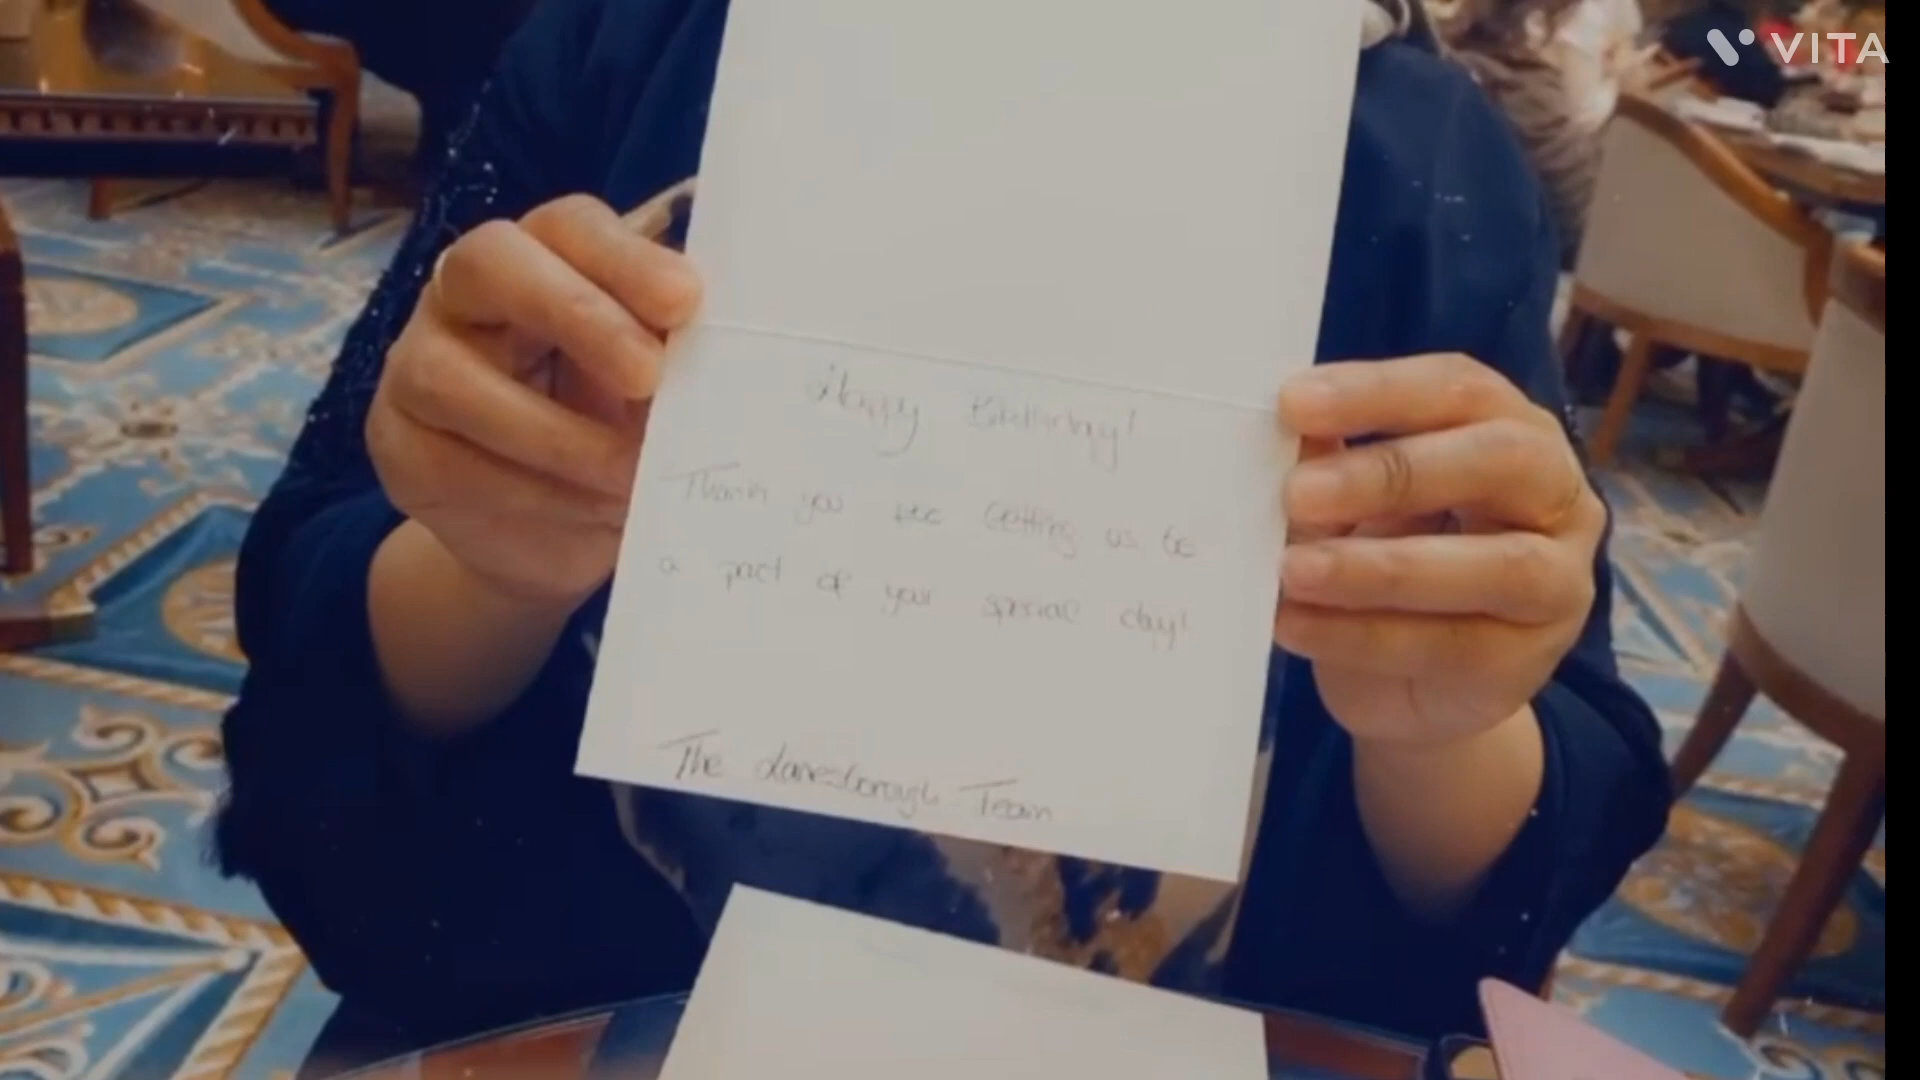 VITA
Happy Birthday!
Thank you for letting us be
a part of your special day!
The Lanesborough Team